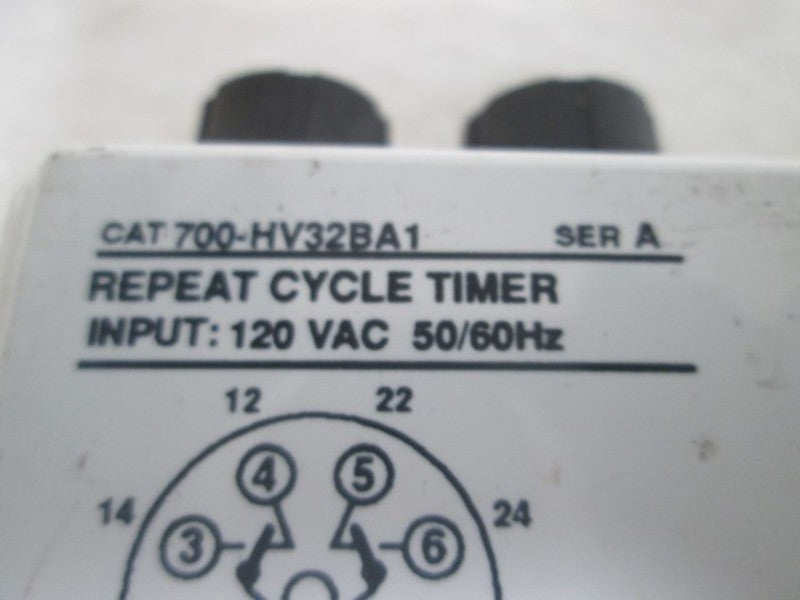 CAT 700-HV32BA1 SER A
REPEAT CYCLE TIMER
INPUT: 120 VAC 50/60Hz
12 22
4 5
14 24
3 6